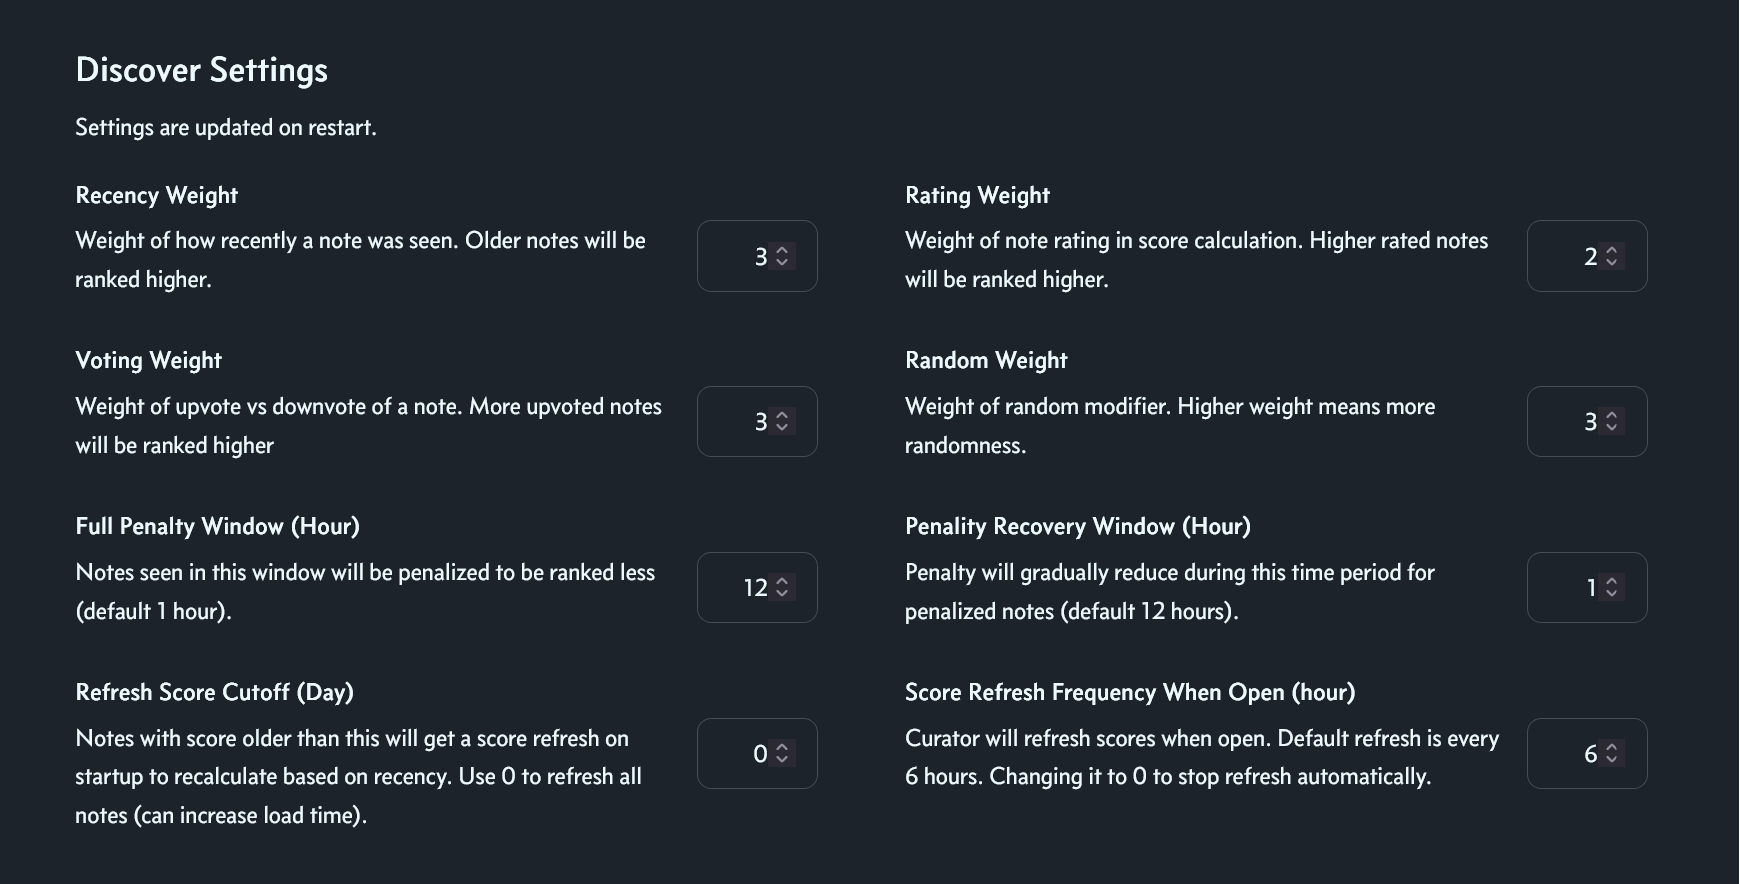 Discover Settings
Settings are updated on restart.
Recency Weight
Weight of how recently a note was seen. Older notes will be
ranked higher.
3
Rating Weight
Weight of note rating in score calculation. Higher rated notes
will be ranked higher.
2
Voting Weight
Weight of upvote vs downvote of a note. More upvoted notes
will be ranked higher
3
Random Weight
Weight of random modifier. Higher weight means more
randomness.
3
Full Penalty Window (Hour)
Notes seen in this window will be penalized to be ranked less
(default 1 hour).
12
Penality Recovery Window (Hour)
Penalty will gradually reduce during this time period for
penalized notes (default 12 hours).
1
Refresh Score Cutoff (Day)
Notes with score older than this will get a score refresh on
startup to recalculate based on recency. Use 0 to refresh all
notes (can increase load time).
0
Score Refresh Frequency When Open (hour)
Curator will refresh scores when open. Default refresh is every
6 hours. Changing it to 0 to stop refresh automatically.
6